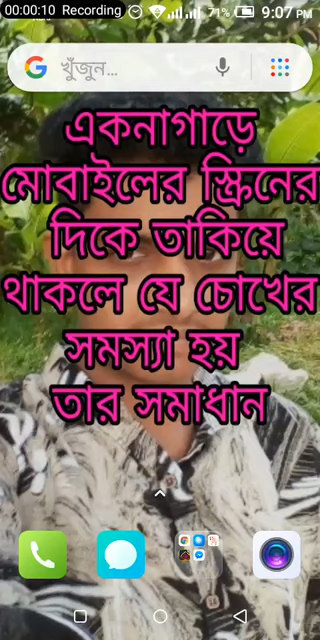 00:00:10 Recording
71% 9:07 PM
খুঁজুন...
একনাগাড়ে
মোবাইলের স্ক্রিনের
দিকে তাকিয়ে
থাকলে যে চোখের
সমস্যা হয়
তার সমাধান